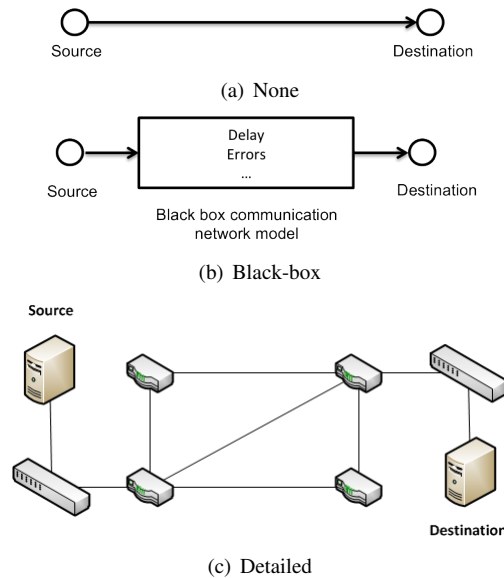 Source
Destination
(a) None
Delay
Errors
...
Source
Destination
Black box communication
network model
(b) Black-box
Source
Destination
(c) Detailed